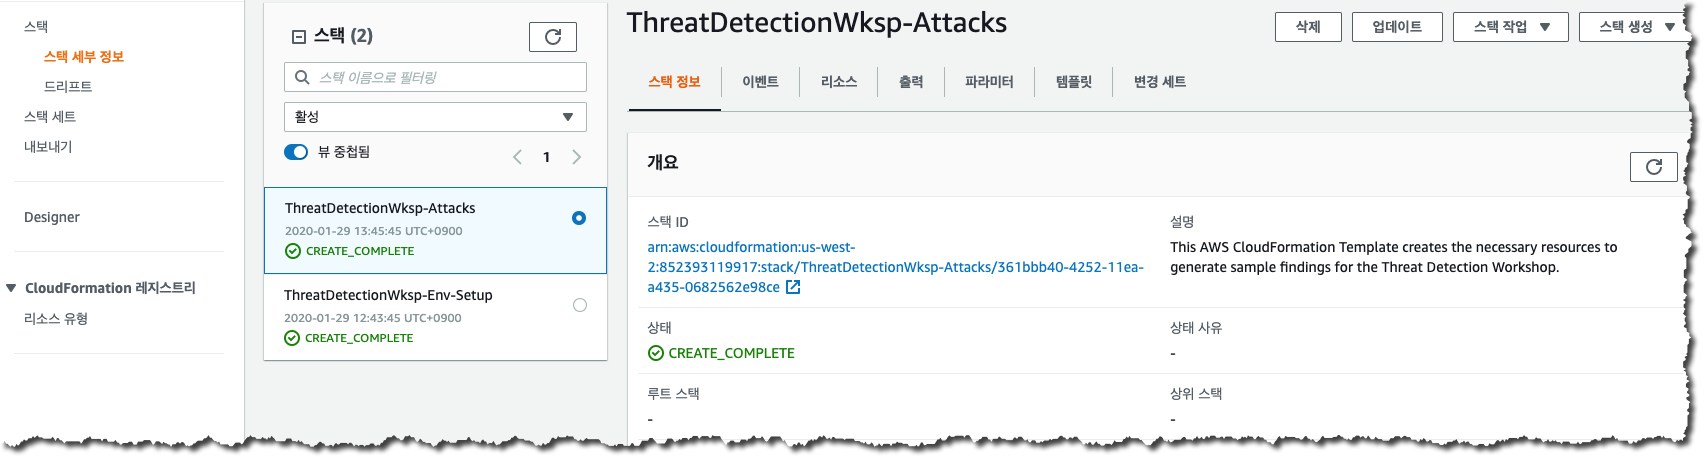 스택
스택 세부 정보
드리프트
스택 세트
내보내기
Designer
CloudFormation 레지스트리
리소스 유형
스택 (2)
스택 이름으로 필터링
활성
뷰 중첩됨
1
ThreatDetectionWksp-Attacks
2020-01-29 13:45:45 UTC+0900
CREATE_COMPLETE
ThreatDetectionWksp-Env-Setup
2020-01-29 12:43:45 UTC+0900
CREATE_COMPLETE
ThreatDetectionWksp-Attacks
삭제
업데이트
스택 작업
스택 생성
스택 정보
이벤트
리소스
출력
파라미터
템플릿
변경 세트
개요
스택 ID
arn:aws:cloudformation:us-west-
2:852393119917:stack/ThreatDetectionWksp-Attacks/361bbb40-4252-11ea-
a435-0682562e98ce
설명
This AWS CloudFormation Template creates the necessary resources to
generate sample findings for the Threat Detection Workshop.
상태
CREATE_COMPLETE
상태 사유
-
루트 스택
-
상위 스택
-